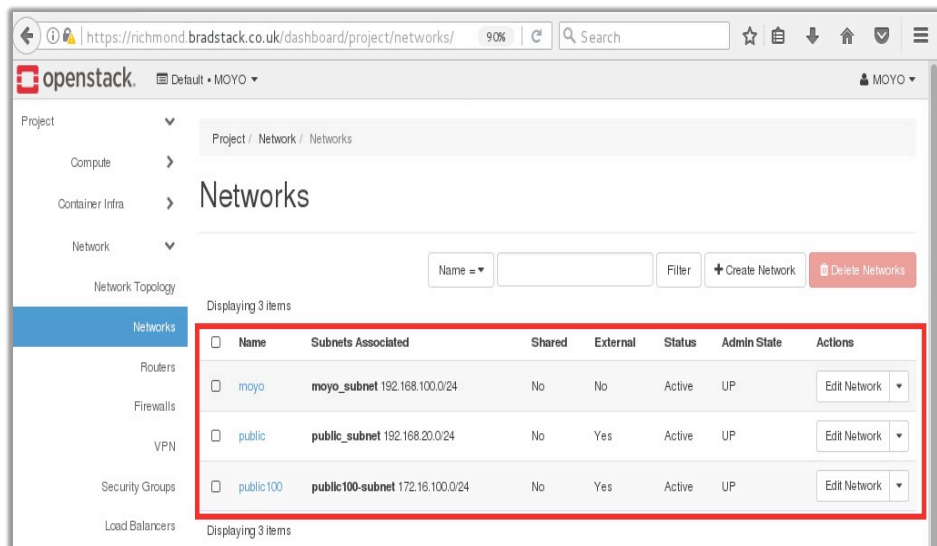 https://richmond.bradstack.co.uk/dashboard/project/networks/ 90% Search
openstack. Default • MOYO MOYO
Project
Project / Network / Networks
Compute
Container Infra
Networks
Network
Name = Filter Create Network Delete Networks
Network Topology
Displaying 3 items
Networks
Name Subnets Associated Shared External Status Admin State Actions
Routers
moyo moyo_subnet 192.168.100.0/24 No No Active UP Edit Network
Firewalls
public public_subnet 192.168.20.0/24 No Yes Active UP Edit Network
VPN
Security Groups
public100 public100-subnet 172.16.100.0/24 No Yes Active UP Edit Network
Load Balancers
Displaying 3 items